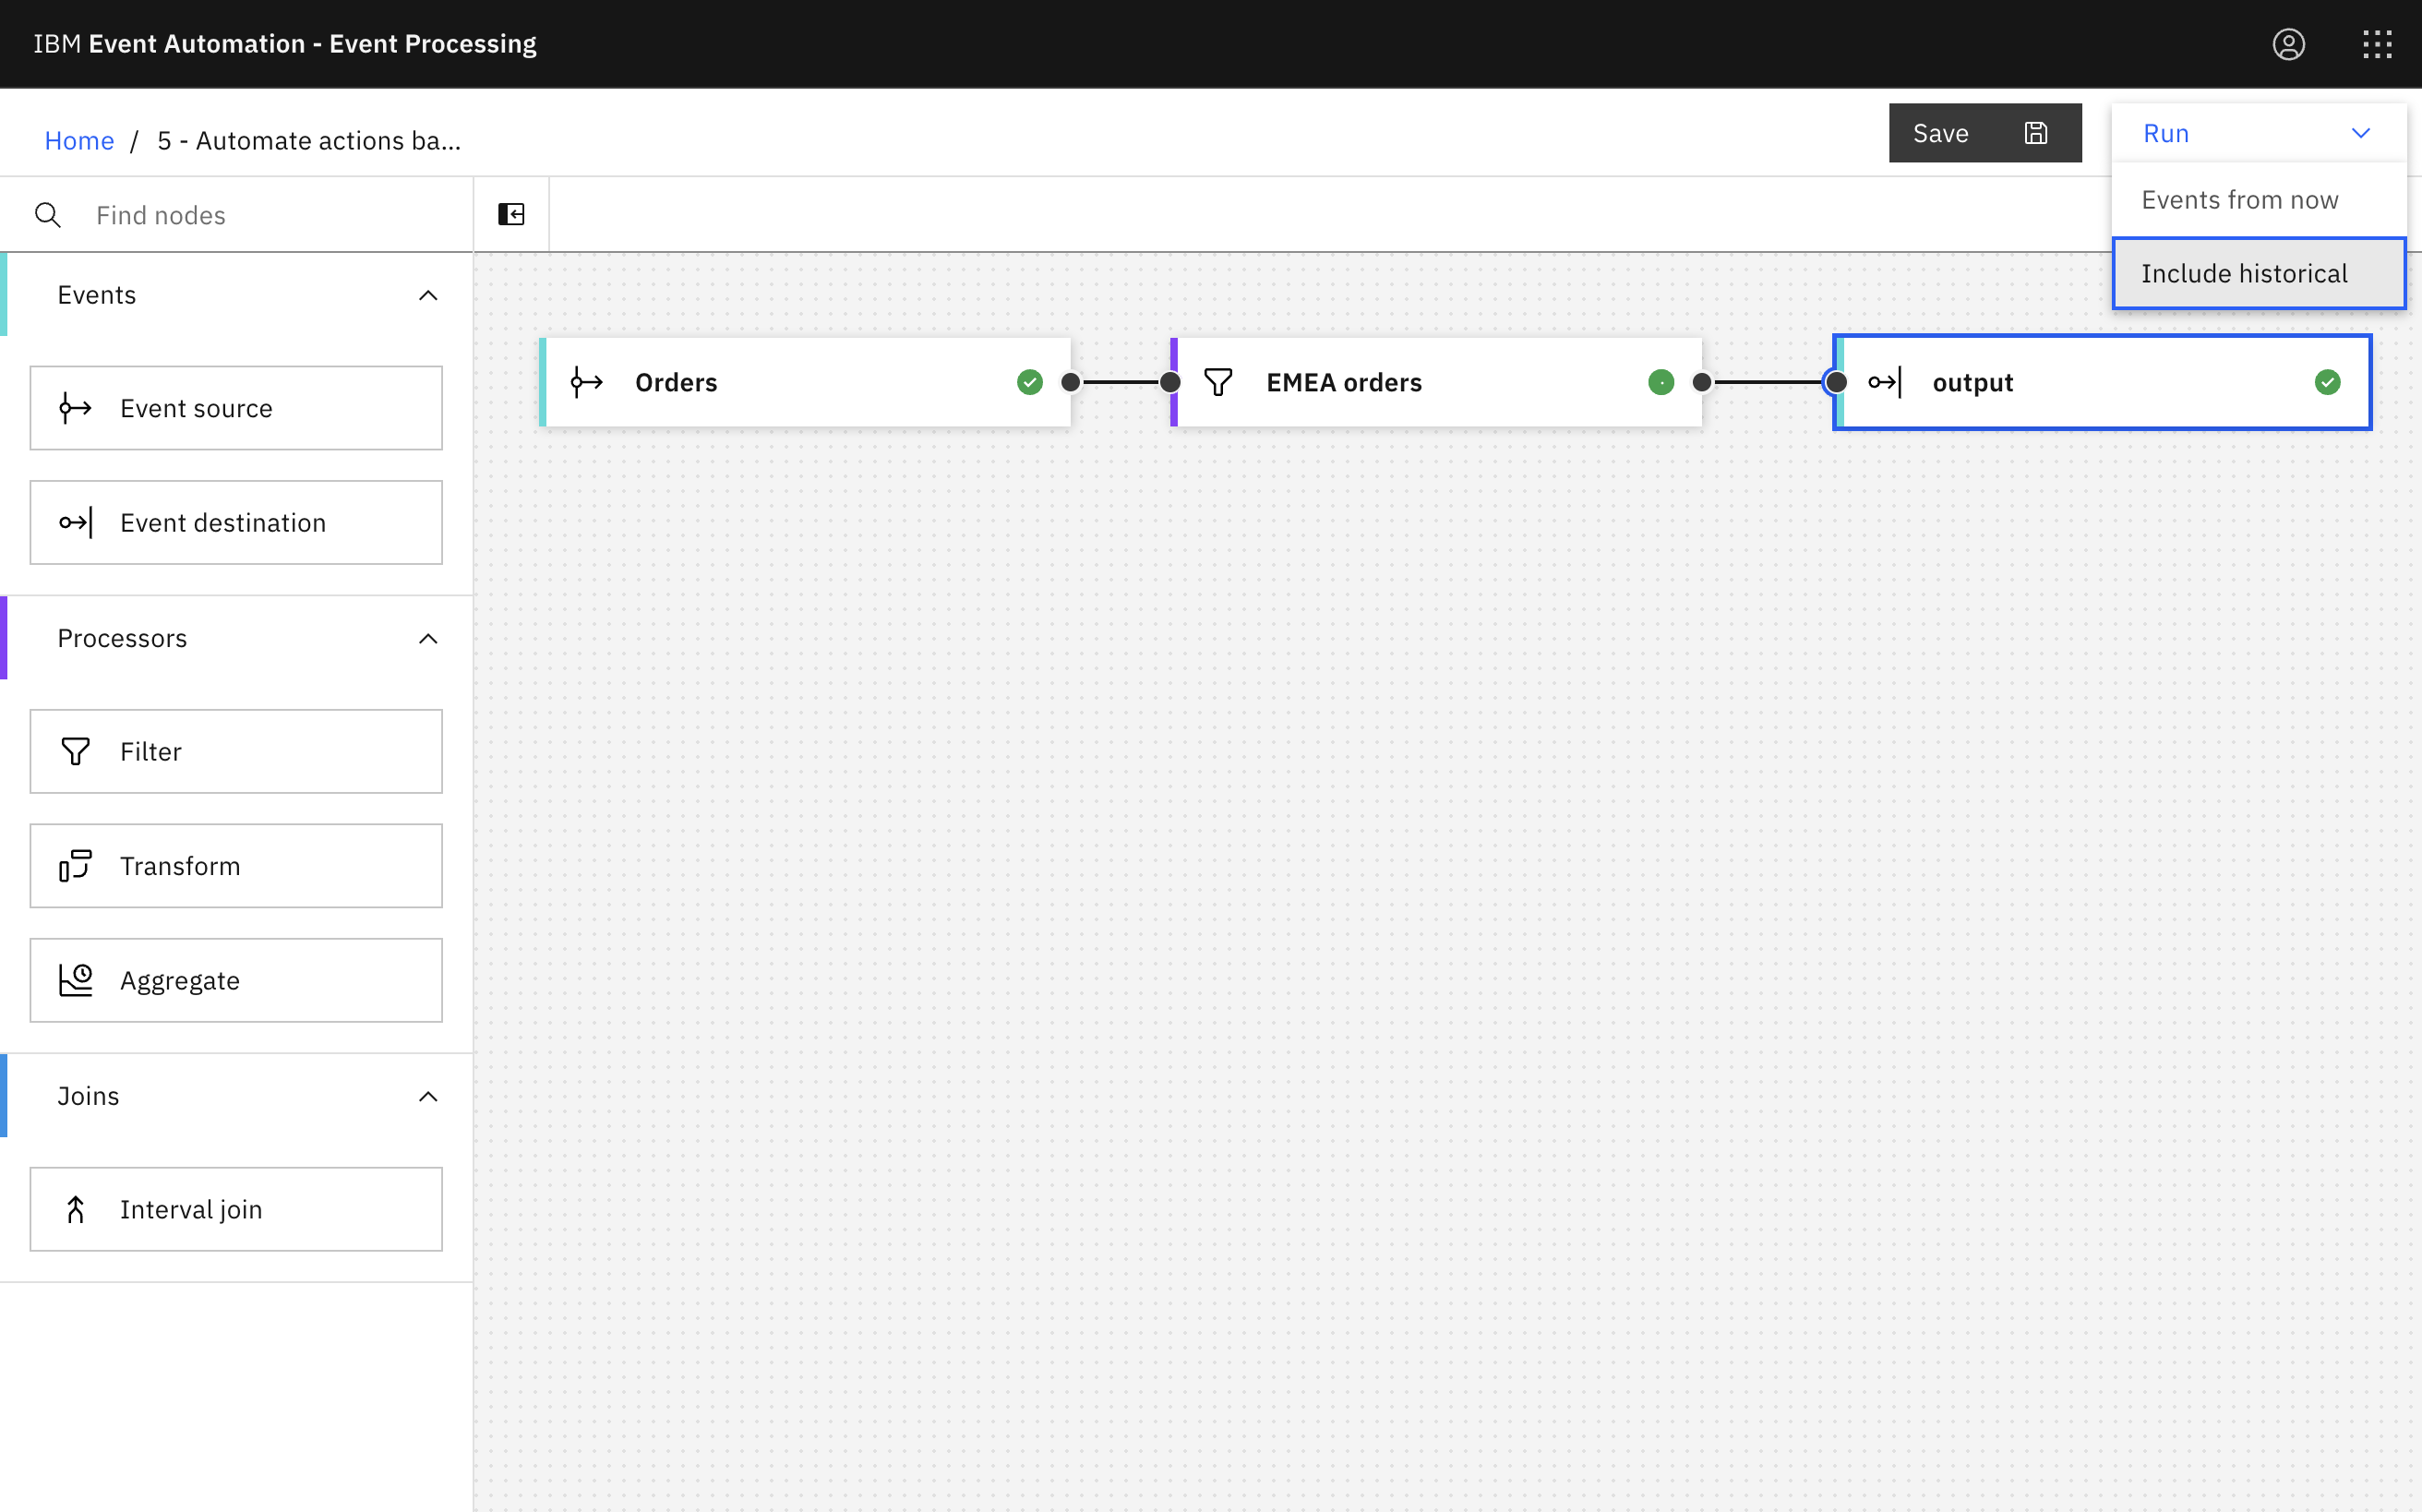 IBM Event Automation - Event Processing
Home / 5 - Automate actions ba...
Save
Run
Events from now
Include historical
Find nodes
Events
Event source
Event destination
Processors
Filter
Transform
Aggregate
Joins
Interval join
Orders
EMEA orders
output